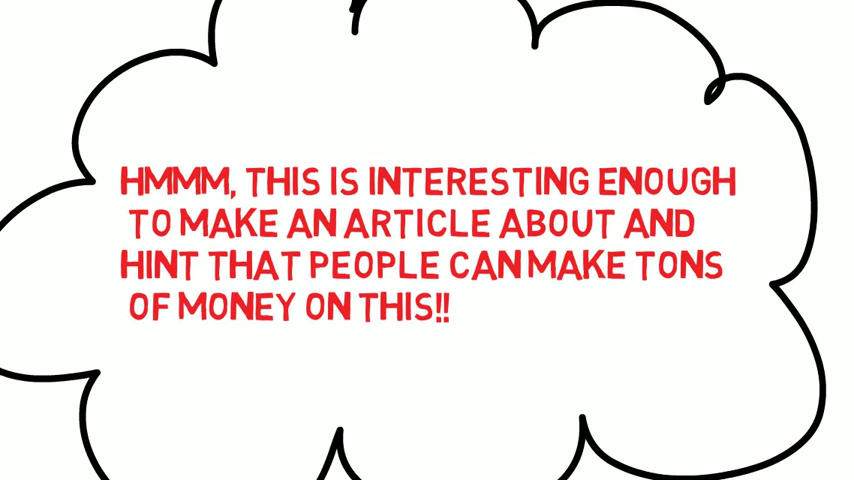 HMMM, THIS IS INTERESTING ENOUGH
TO MAKE AN ARTICLE ABOUT AND
HINT THAT PEOPLE CAN MAKE TONS
OF MONEY ON THIS!!